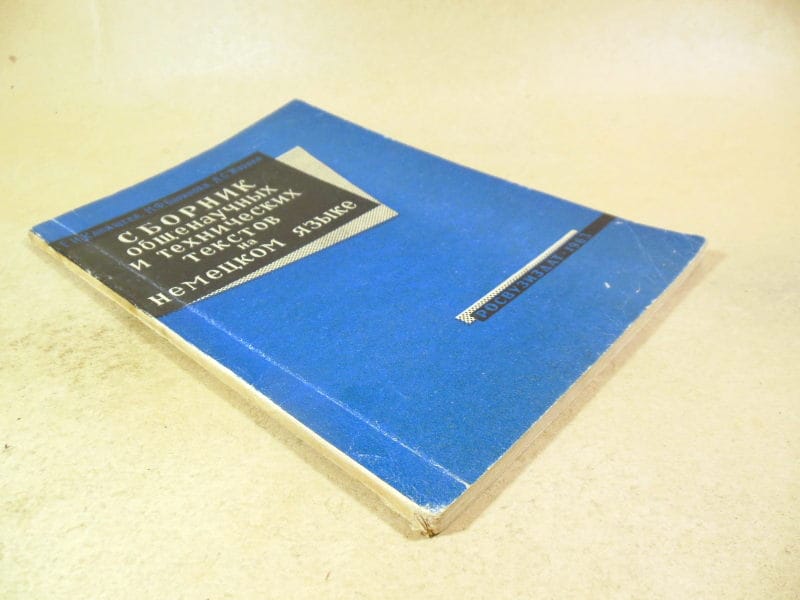 СБОРНИК
общенаучных
и технических
текстов
на
немецком языке
РОСВУЗИЗДАТ · 1963